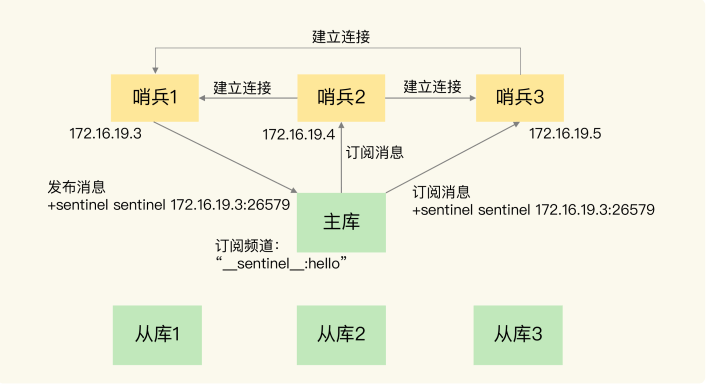 建立连接
哨兵1
建立连接
哨兵2
建立连接
哨兵3
172.16.19.3
172.16.19.4
172.16.19.5
订阅消息
发布消息
+sentinel sentinel 172.16.19.3:26579
订阅消息
+sentinel sentinel 172.16.19.3:26579
主库
订阅频道：
“__sentinel__:hello”
从库1
从库2
从库3